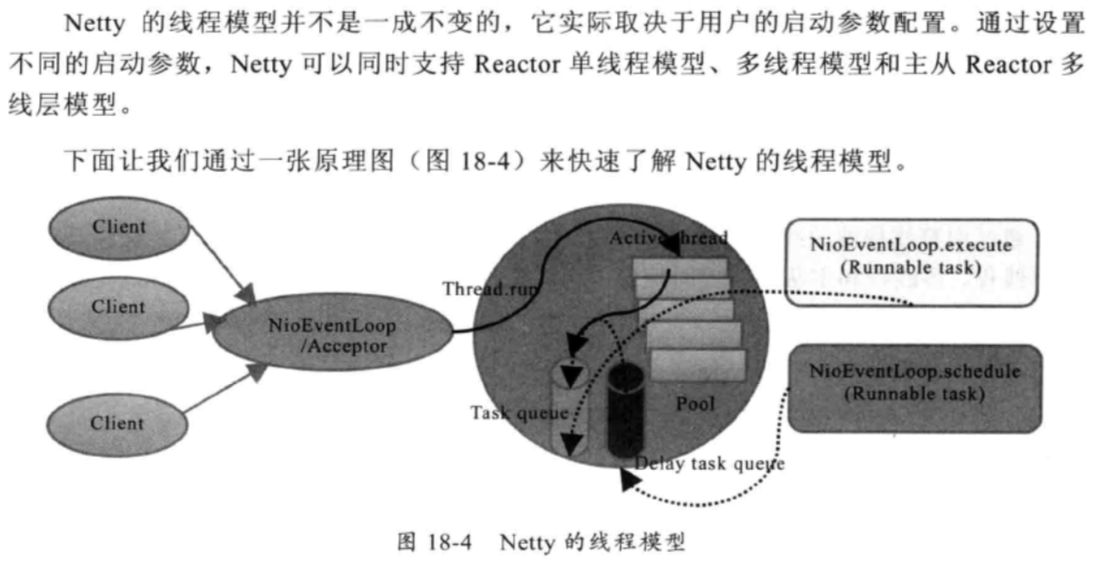 Netty 的线程模型并不是一成不变的，它实际取决于用户的启动参数配置。通过设置
不同的启动参数，Netty 可以同时支持 Reactor 单线程模型、多线程模型和主从 Reactor 多
线层模型。
下面让我们通过一张原理图（图 18-4）来快速了解 Netty 的线程模型。
Client
Client
Client
NioEventLoop
/Acceptor
Thread.run
Active thread
Task queue
Pool
Delay task queue
NioEventLoop.execute
(Runnable task)
NioEventLoop.schedule
(Runnable task)
图 18-4 Netty 的线程模型